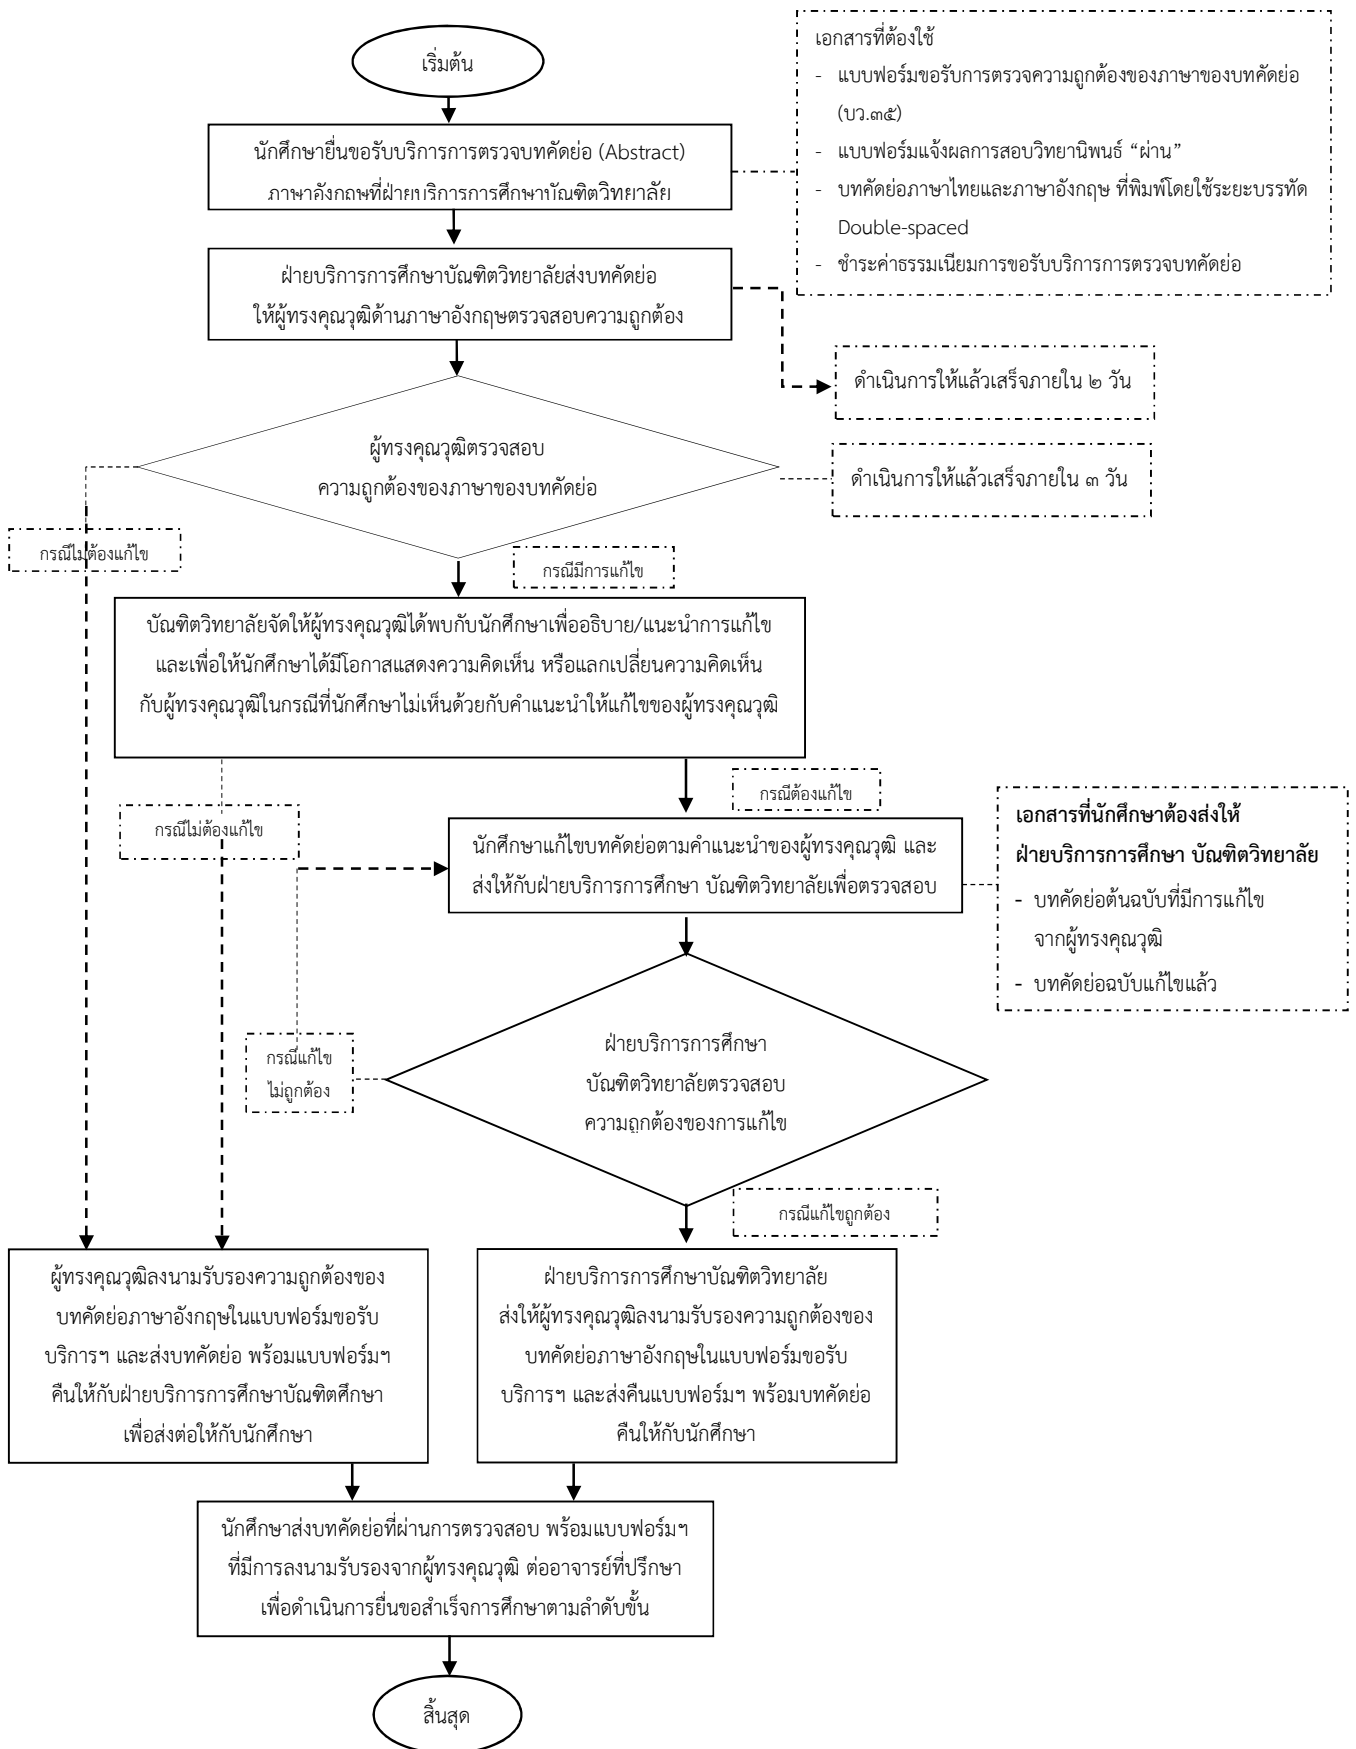 เริ่มต้น
เอกสารที่ต้องใช้
- แบบฟอร์มขอรับการตรวจความถูกต้องของภาษาของบทคัดย่อ
(บว.๓๕)
- แบบฟอร์มแจ้งผลการสอบวิทยานิพนธ์ “ผ่าน”
- บทคัดย่อภาษาไทยและภาษาอังกฤษ ที่พิมพ์โดยใช้ระยะบรรทัด
Double-spaced
- ชำระค่าธรรมเนียมการขอรับบริการการตรวจบทคัดย่อ
นักศึกษายื่นขอรับบริการการตรวจบทคัดย่อ (Abstract)
ภาษาอังกฤษที่ฝ่ายบริการการศึกษาบัณฑิตวิทยาลัย
ฝ่ายบริการการศึกษาบัณฑิตวิทยาลัยส่งบทคัดย่อ
ให้ผู้ทรงคุณวุฒิด้านภาษาอังกฤษตรวจสอบความถูกต้อง
ดำเนินการให้แล้วเสร็จภายใน ๒ วัน
ผู้ทรงคุณวุฒิตรวจสอบ
ความถูกต้องของภาษาของบทคัดย่อ
ดำเนินการให้แล้วเสร็จภายใน ๓ วัน
กรณีไม่ต้องแก้ไข
กรณีมีการแก้ไข
บัณฑิตวิทยาลัยจัดให้ผู้ทรงคุณวุฒิได้พบกับนักศึกษาเพื่ออธิบาย/แนะนำการแก้ไข
และเพื่อให้นักศึกษาได้มีโอกาสแสดงความคิดเห็น หรือแลกเปลี่ยนความคิดเห็น
กับผู้ทรงคุณวุฒิในกรณีที่นักศึกษาไม่เห็นด้วยกับคำแนะนำให้แก้ไขของผู้ทรงคุณวุฒิ
กรณีต้องแก้ไข
กรณีไม่ต้องแก้ไข
นักศึกษาแก้ไขบทคัดย่อตามคำแนะนำของผู้ทรงคุณวุฒิ และ
ส่งให้กับฝ่ายบริการการศึกษา บัณฑิตวิทยาลัยเพื่อตรวจสอบ
เอกสารที่นักศึกษาต้องส่งให้
ฝ่ายบริการการศึกษา บัณฑิตวิทยาลัย
- บทคัดย่อต้นฉบับที่มีการแก้ไข
จากผู้ทรงคุณวุฒิ
- บทคัดย่อฉบับแก้ไขแล้ว
กรณีแก้ไข
ไม่ถูกต้อง
ฝ่ายบริการการศึกษา
บัณฑิตวิทยาลัยตรวจสอบ
ความถูกต้องของการแก้ไข
กรณีแก้ไขถูกต้อง
ผู้ทรงคุณวุฒิลงนามรับรองความถูกต้องของ
บทคัดย่อภาษาอังกฤษในแบบฟอร์มขอรับ
บริการฯ และส่งบทคัดย่อ พร้อมแบบฟอร์มฯ
คืนให้กับฝ่ายบริการการศึกษาบัณฑิตศึกษา
เพื่อส่งต่อให้กับนักศึกษา
ฝ่ายบริการการศึกษาบัณฑิตวิทยาลัย
ส่งให้ผู้ทรงคุณวุฒิลงนามรับรองความถูกต้องของ
บทคัดย่อภาษาอังกฤษในแบบฟอร์มขอรับ
บริการฯ และส่งคืนแบบฟอร์มฯ พร้อมบทคัดย่อ
คืนให้กับนักศึกษา
นักศึกษาส่งบทคัดย่อที่ผ่านการตรวจสอบ พร้อมแบบฟอร์มฯ
ที่มีการลงนามรับรองจากผู้ทรงคุณวุฒิ ต่ออาจารย์ที่ปรึกษา
เพื่อดำเนินการยื่นขอสำเร็จการศึกษาตามลำดับขั้น
สิ้นสุด